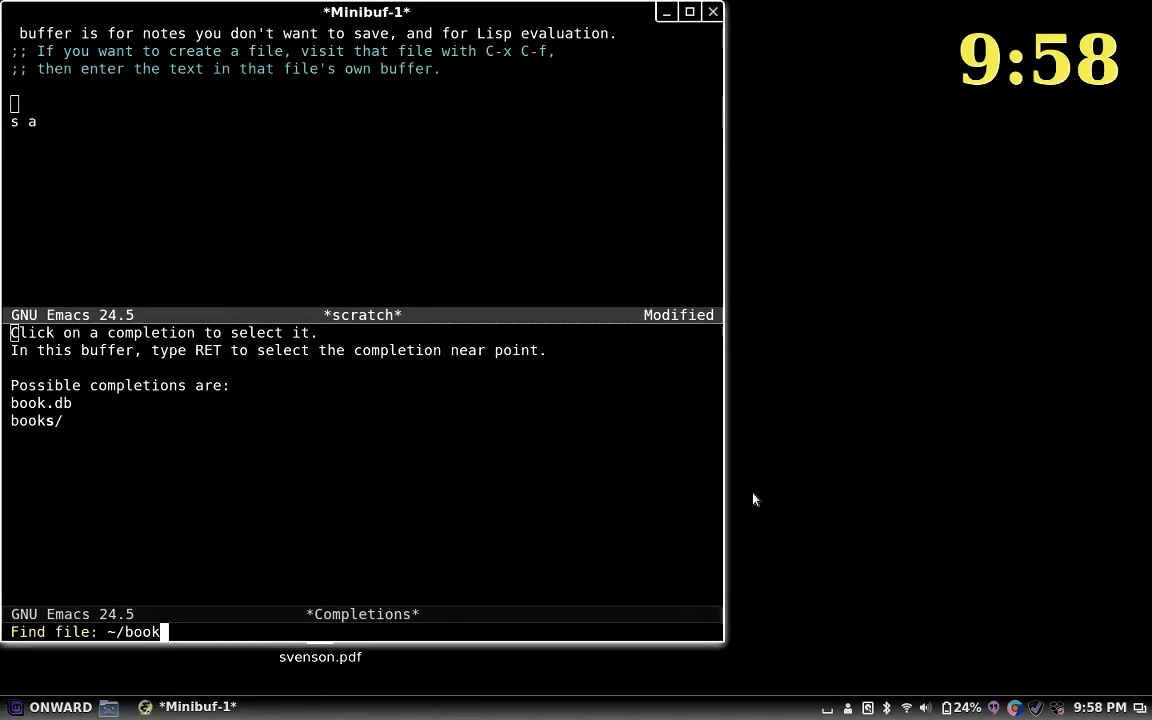 *Minibuf-1*
buffer is for notes you don't want to save, and for Lisp evaluation.
;; If you want to create a file, visit that file with C-x C-f,
;; then enter the text in that file's own buffer.
s a
GNU Emacs 24.5 *scratch* Modified
Click on a completion to select it.
In this buffer, type RET to select the completion near point.
Possible completions are:
book.db
books/
GNU Emacs 24.5 *Completions*
Find file: ~/book
9:58
svenson.pdf
ONWARD *Minibuf-1* 24% 9:58 PM